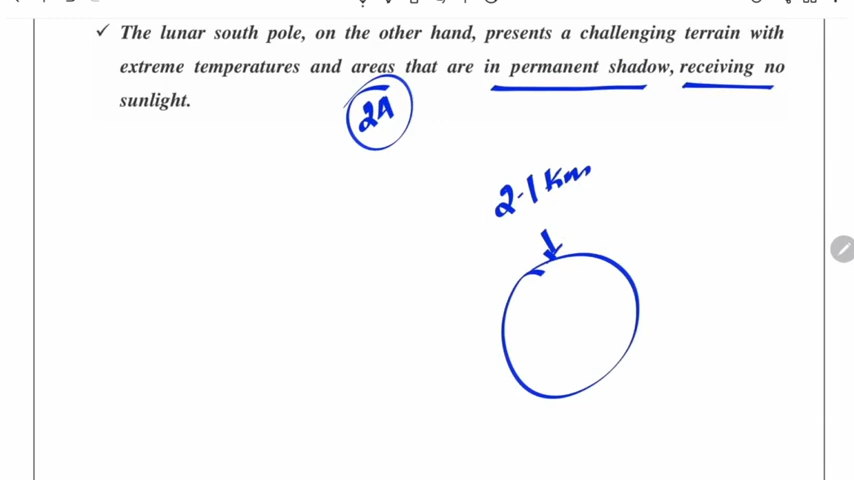 ✓ The lunar south pole, on the other hand, presents a challenging terrain with
extreme temperatures and areas that are in permanent shadow, receiving no
sunlight.
2.1 Km